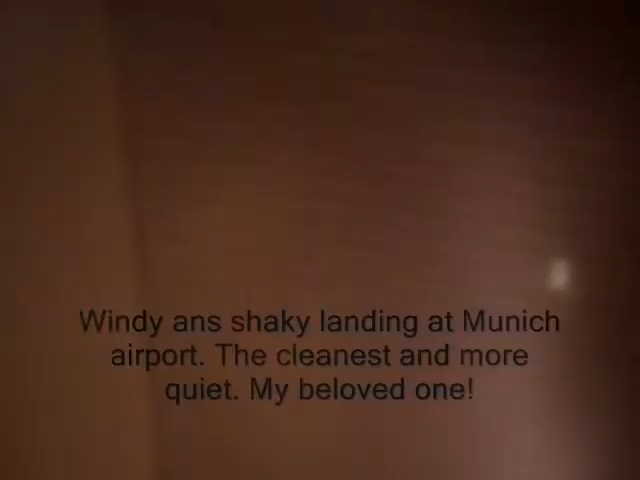 Windy ans shaky landing at Munich
airport. The cleanest and more
quiet. My beloved one!